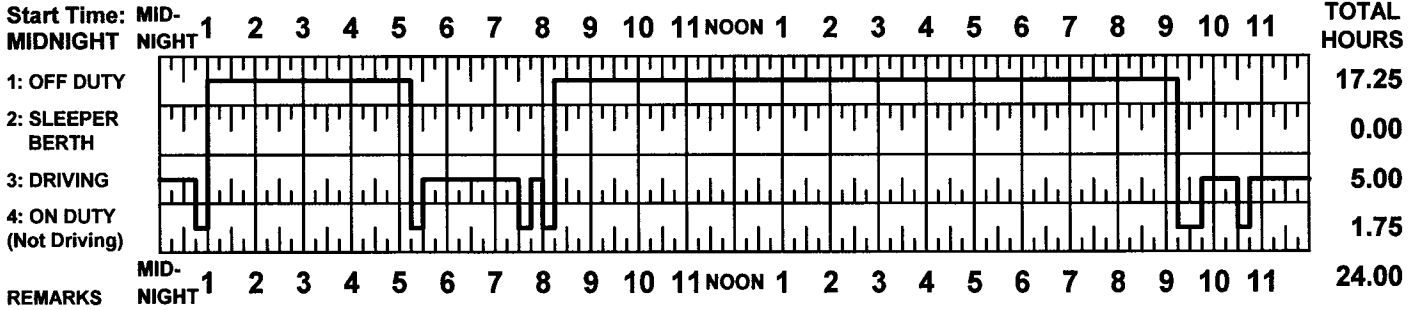 Start Time: MID- TOTAL
MIDNIGHT NIGHT 1 2 3 4 5 6 7 8 9 10 11 NOON 1 2 3 4 5 6 7 8 9 10 11 HOURS
1: OFF DUTY 17.25
2: SLEEPER
BERTH 0.00
3: DRIVING 5.00
4: ON DUTY
(Not Driving) 1.75
MID-
REMARKS NIGHT 1 2 3 4 5 6 7 8 9 10 11 NOON 1 2 3 4 5 6 7 8 9 10 11 24.00